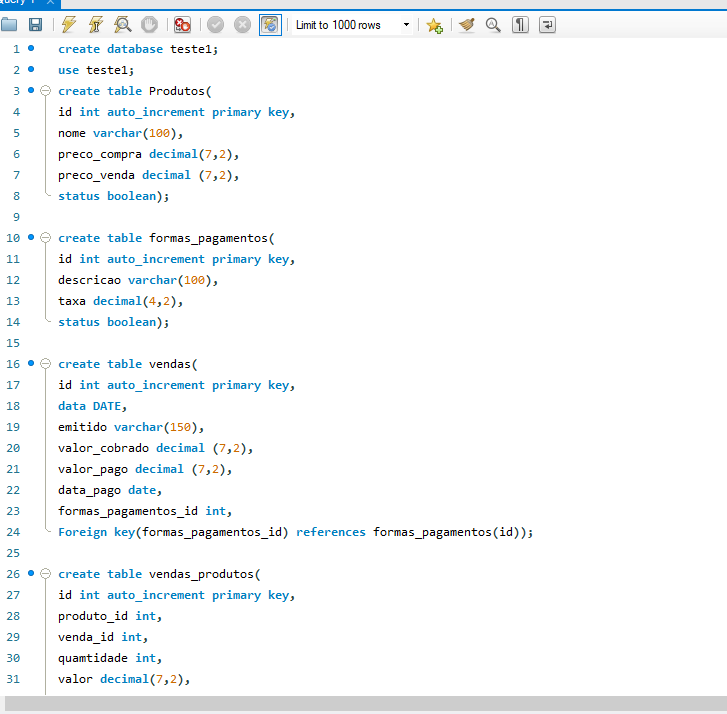 Limit to 1000 rows
1 create database teste1;
2 use teste1;
3 create table Produtos(
4 id int auto_increment primary key,
5 nome varchar(100),
6 preco_compra decimal(7,2),
7 preco_venda decimal (7,2),
8 status boolean);
9
10 create table formas_pagamentos(
11 id int auto_increment primary key,
12 descricao varchar(100),
13 taxa decimal(4,2),
14 status boolean);
15
16 create table vendas(
17 id int auto_increment primary key,
18 data DATE,
19 emitido varchar(150),
20 valor_cobrado decimal (7,2),
21 valor_pago decimal (7,2),
22 data_pago date,
23 formas_pagamentos_id int,
24 Foreign key(formas_pagamentos_id) references formas_pagamentos(id));
25
26 create table vendas_produtos(
27 id int auto_increment primary key,
28 produto_id int,
29 venda_id int,
30 quamtidade int,
31 valor decimal(7,2),